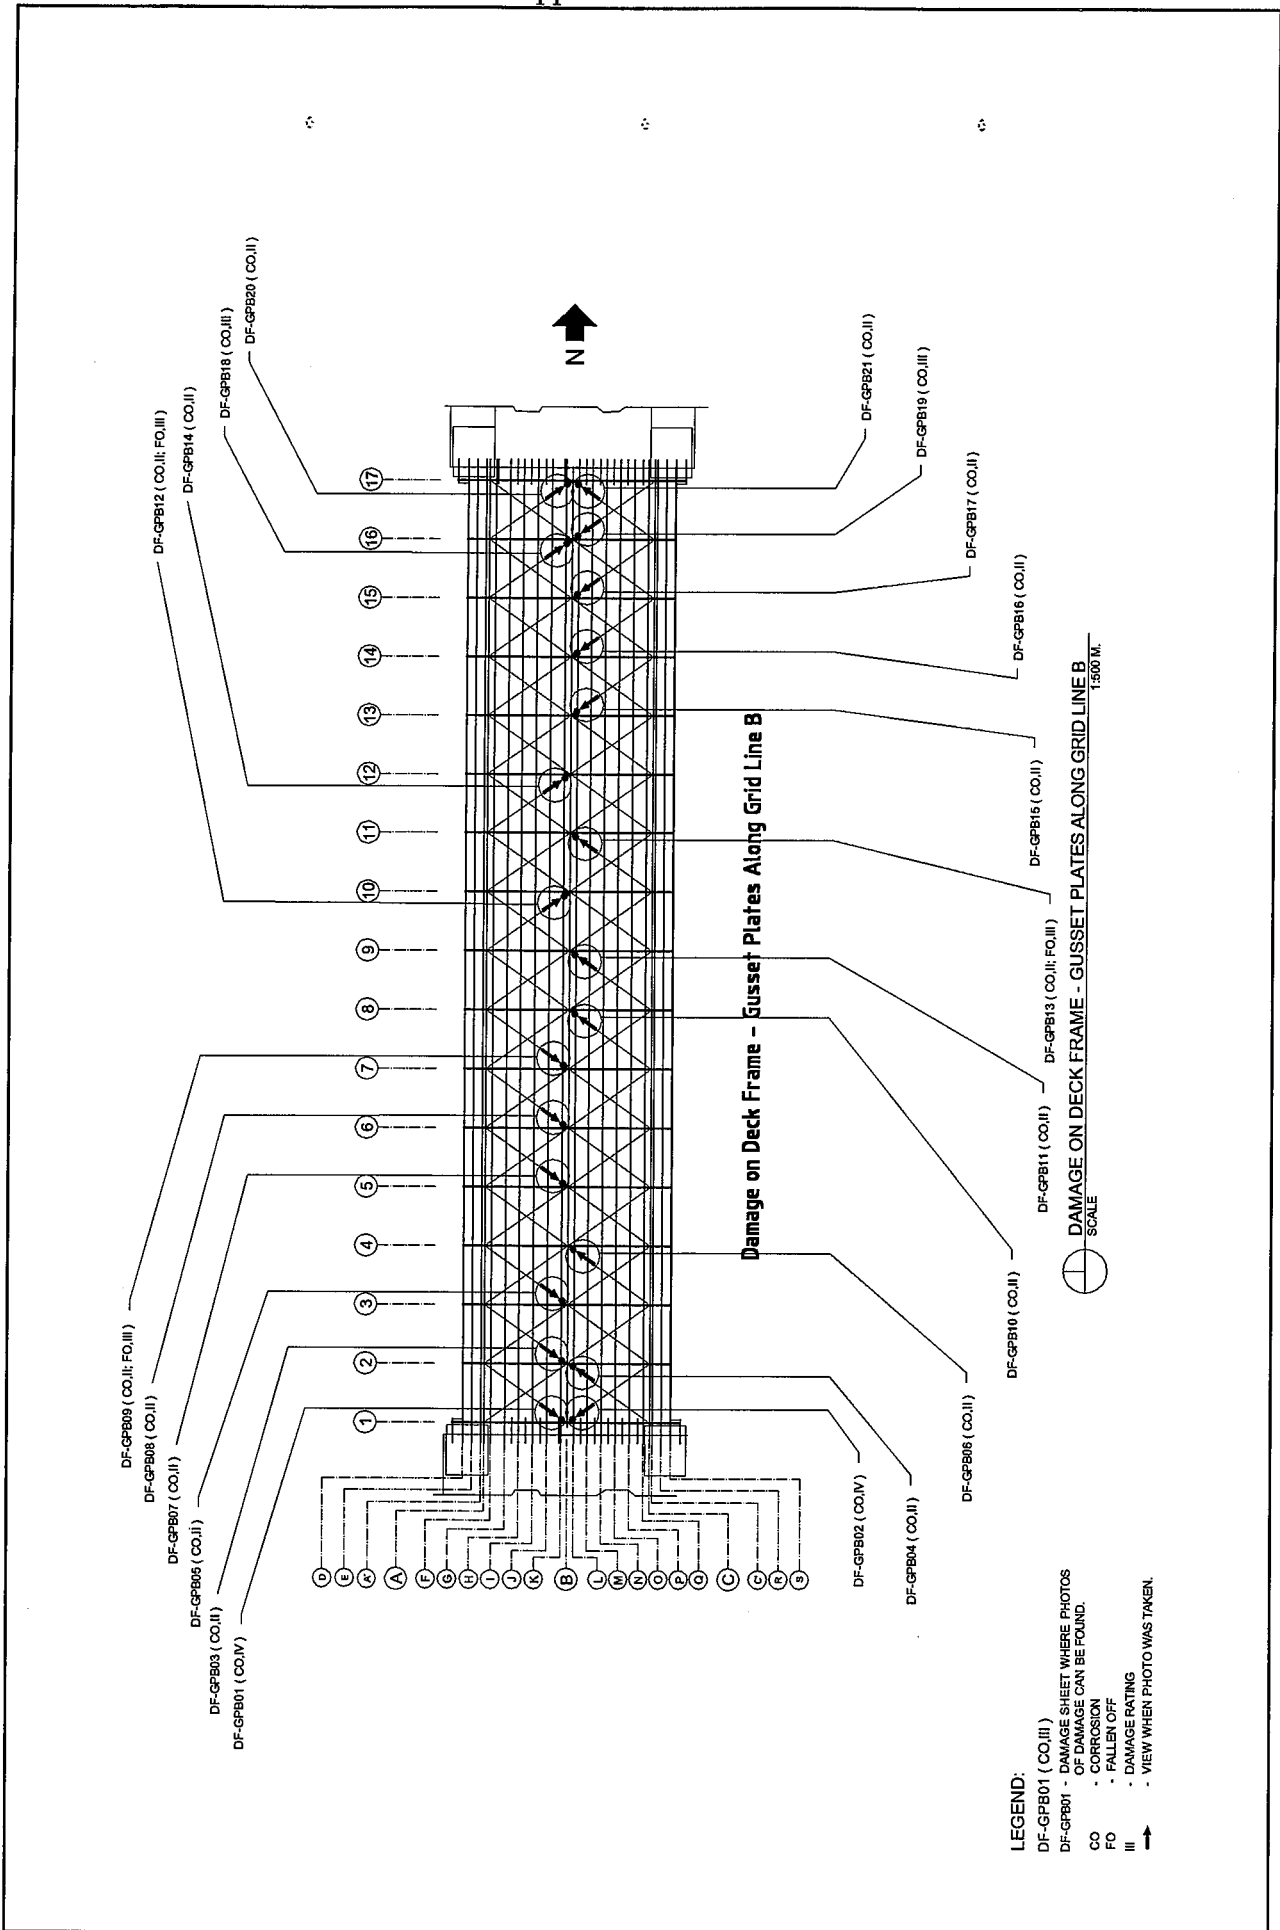 DF-GPB12 ( CO,II; FO,III )
DF-GPB14 ( CO,II )
DF-GPB18 ( CO,III )
DF-GPB20 ( CO,II )
DF-GPB09 ( CO,II; FO,III )
DF-GPB08 ( CO,II )
DF-GPB07 ( CO,II )
DF-GPB05 ( CO,II )
DF-GPB03 ( CO,II )
DF-GPB01 ( CO,IV )
1
2
3
4
5
6
7
8
9
10
11
12
13
14
15
16
17
N
D
E
A'
A
F
G
H
I
J
K
B
L
M
N
O
P
Q
C
C'
R
S
Damage on Deck Frame – Gusset Plates Along Grid Line B
DF-GPB02 ( CO,IV )
DF-GPB04 ( CO,II )
DF-GPB06 ( CO,II )
DF-GPB10 ( CO,II )
DF-GPB11 ( CO,II )
DF-GPB13 ( CO,II; FO,III )
DF-GPB15 ( CO,II )
DF-GPB16 ( CO,II )
DF-GPB17 ( CO,II )
DF-GPB19 ( CO,III )
DF-GPB21 ( CO,II )
DAMAGE ON DECK FRAME - GUSSET PLATES ALONG GRID LINE B
SCALE 1:500 M.
LEGEND:
DF-GPB01 ( CO,III )
DF-GPB01 - DAMAGE SHEET WHERE PHOTOS
OF DAMAGE CAN BE FOUND.
CO - CORROSION
FO - FALLEN OFF
III - DAMAGE RATING
- VIEW WHEN PHOTO WAS TAKEN.